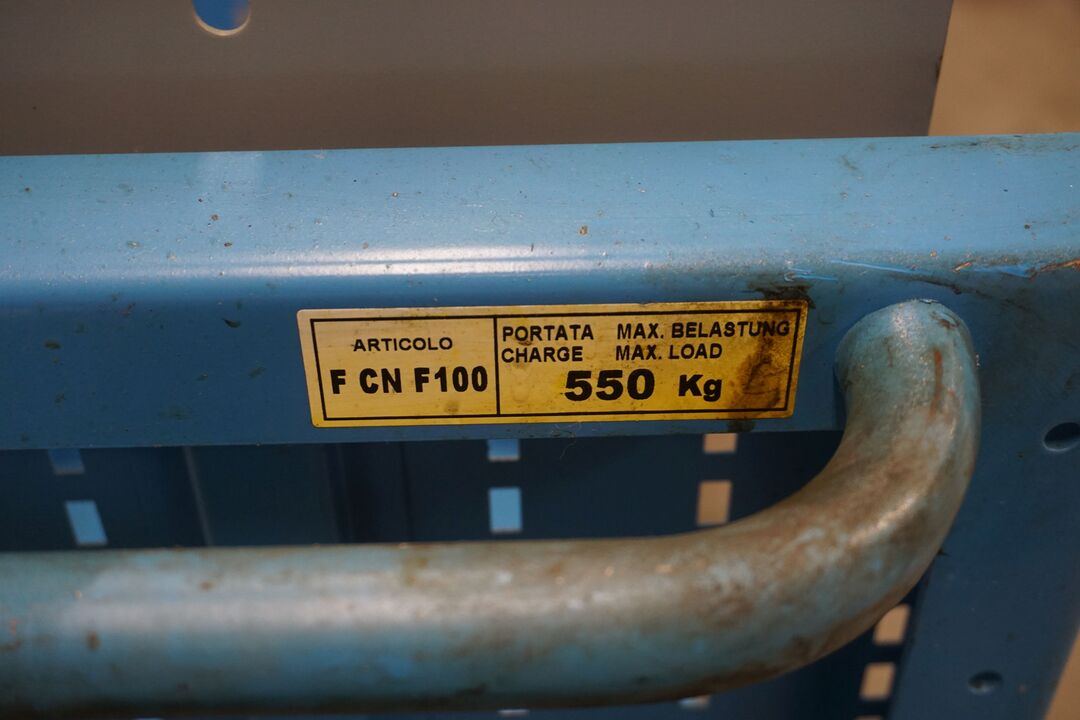 ARTICOLO
F CN F100
PORTATA MAX. BELASTUNG
CHARGE MAX. LOAD
550 Kg